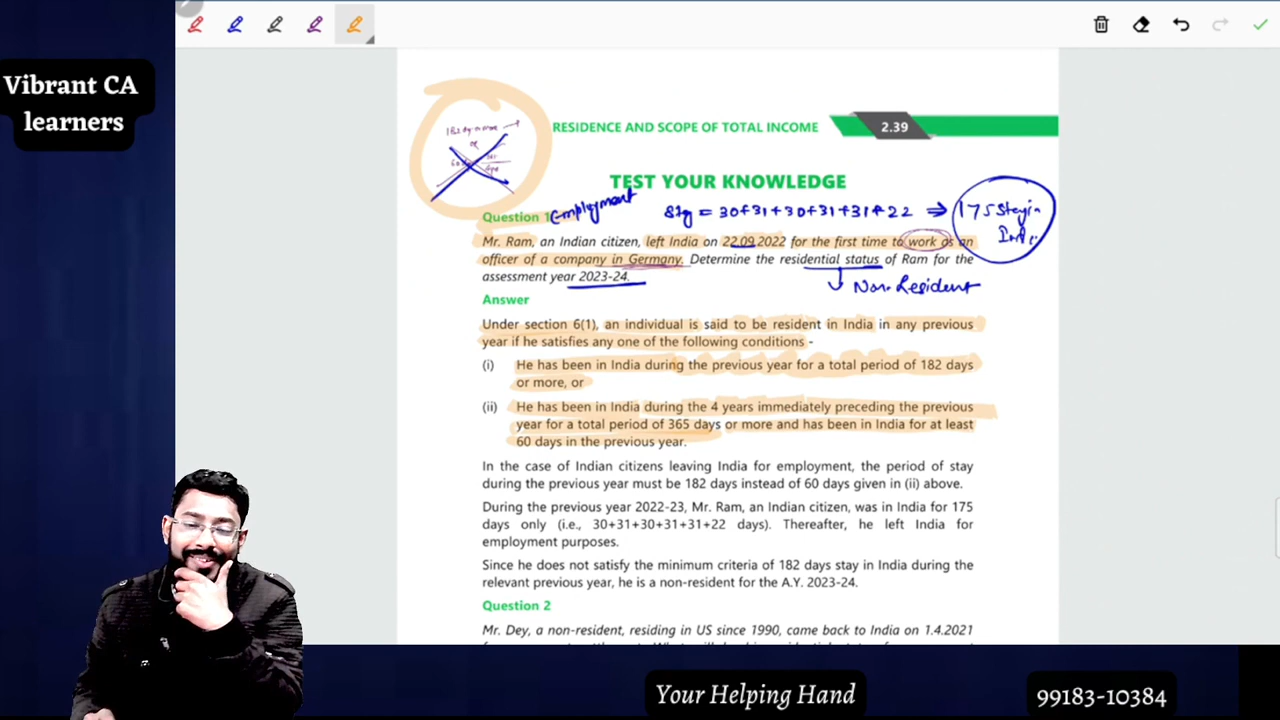 Vibrant CA
learners
182 days or more →
or
60
RESIDENCE AND SCOPE OF TOTAL INCOME 2.39
TEST YOUR KNOWLEDGE
Question 1 Employment
Stay = 30+31+30+31+31+22 ⇒ 175 Stay in
Mr. Ram, an Indian citizen, left India on 22.09.2022 for the first time to work as an
officer of a company in Germany. Determine the residential status of Ram for the
assessment year 2023-24.
Non-Resident
Answer
Under section 6(1), an individual is said to be resident in India in any previous
year if he satisfies any one of the following conditions -
(i) He has been in India during the previous year for a total period of 182 days
or more, or
(ii) He has been in India during the 4 years immediately preceding the previous
year for a total period of 365 days or more and has been in India for at least
60 days in the previous year.
In the case of Indian citizens leaving India for employment, the period of stay
during the previous year must be 182 days instead of 60 days given in (ii) above.
During the previous year 2022-23, Mr. Ram, an Indian citizen, was in India for 175
days only (i.e., 30+31+30+31+31+22 days). Thereafter, he left India for
employment purposes.
Since he does not satisfy the minimum criteria of 182 days stay in India during the
relevant previous year, he is a non-resident for the A.Y. 2023-24.
Question 2
Mr. Dey, a non-resident, residing in US since 1990, came back to India on 1.4.2021
Your Helping Hand
99183-10384